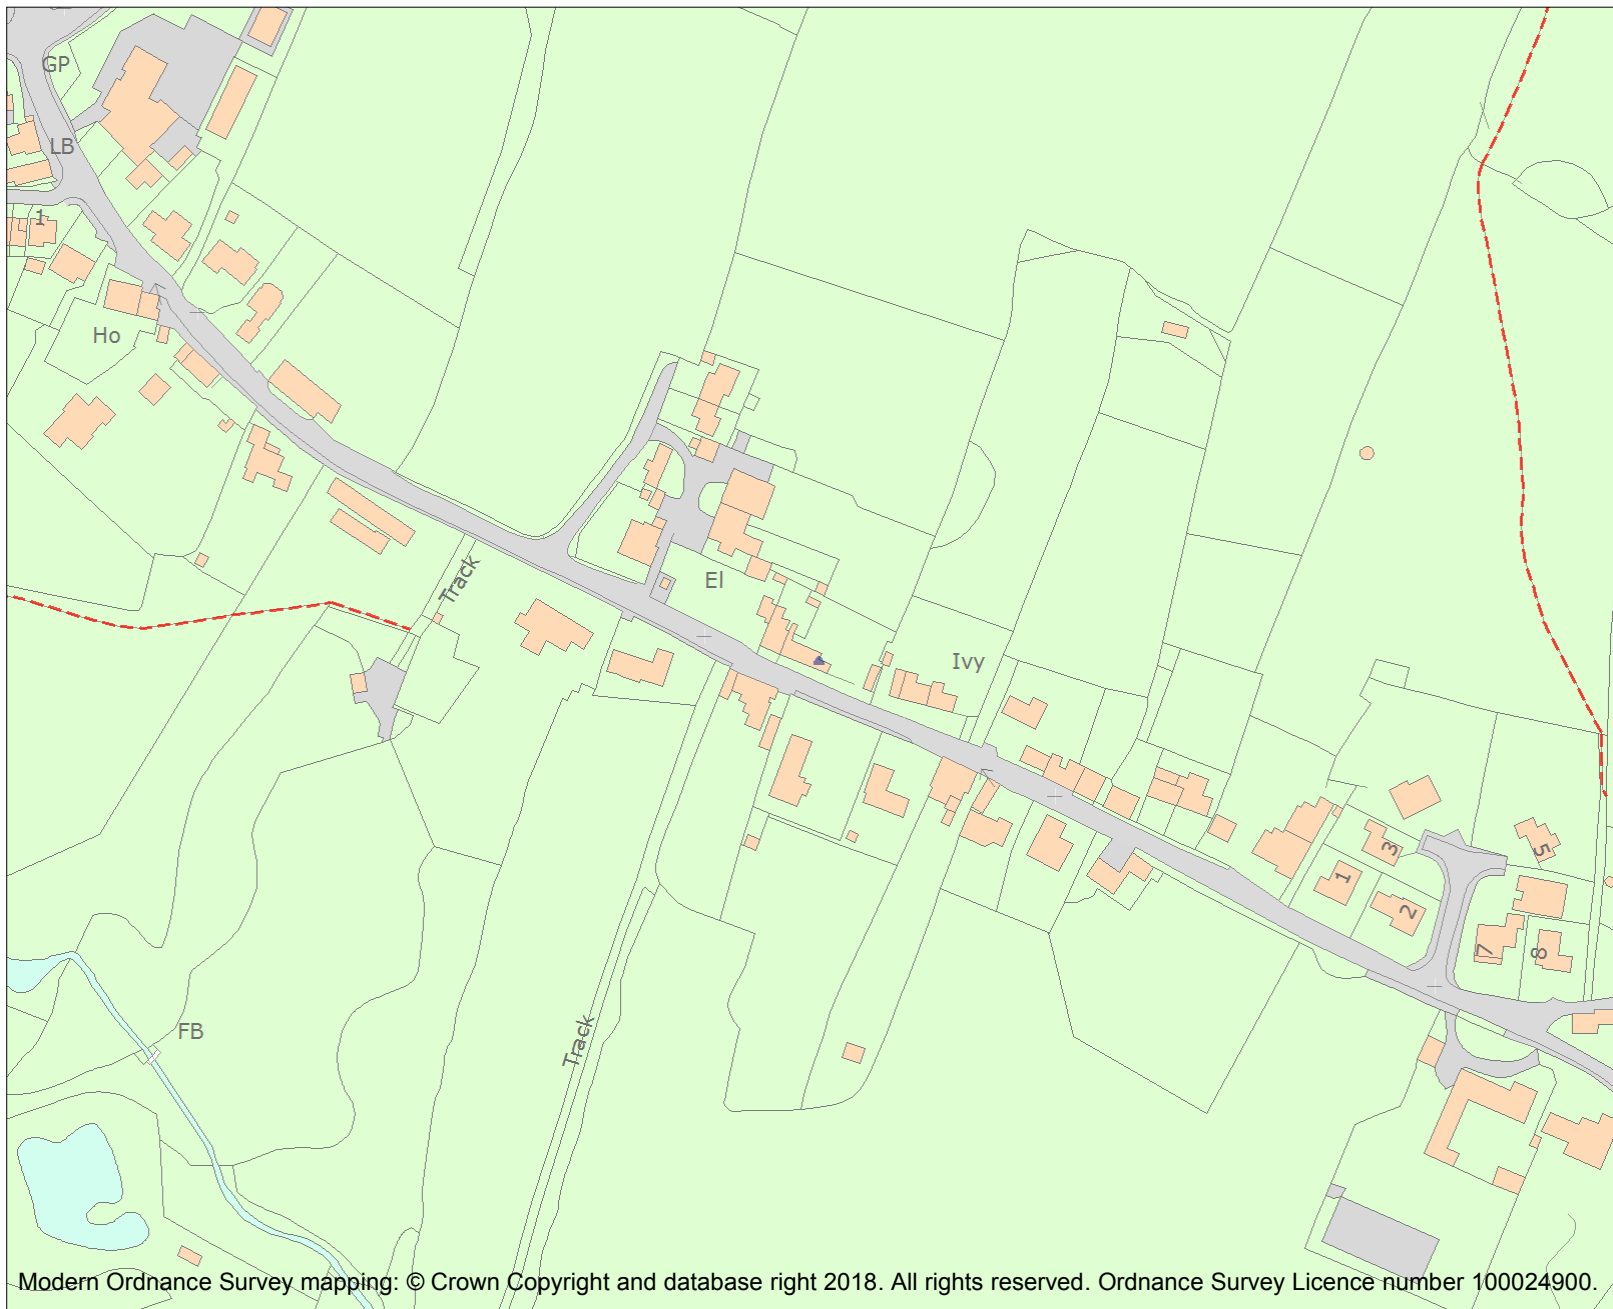 GP
LB
1
Ho
Track
El
Ivy
3
1
2
5
7
8
FB
Track
Modern Ordnance Survey mapping: © Crown Copyright and database right 2018. All rights reserved. Ordnance Survey Licence number 100024900.